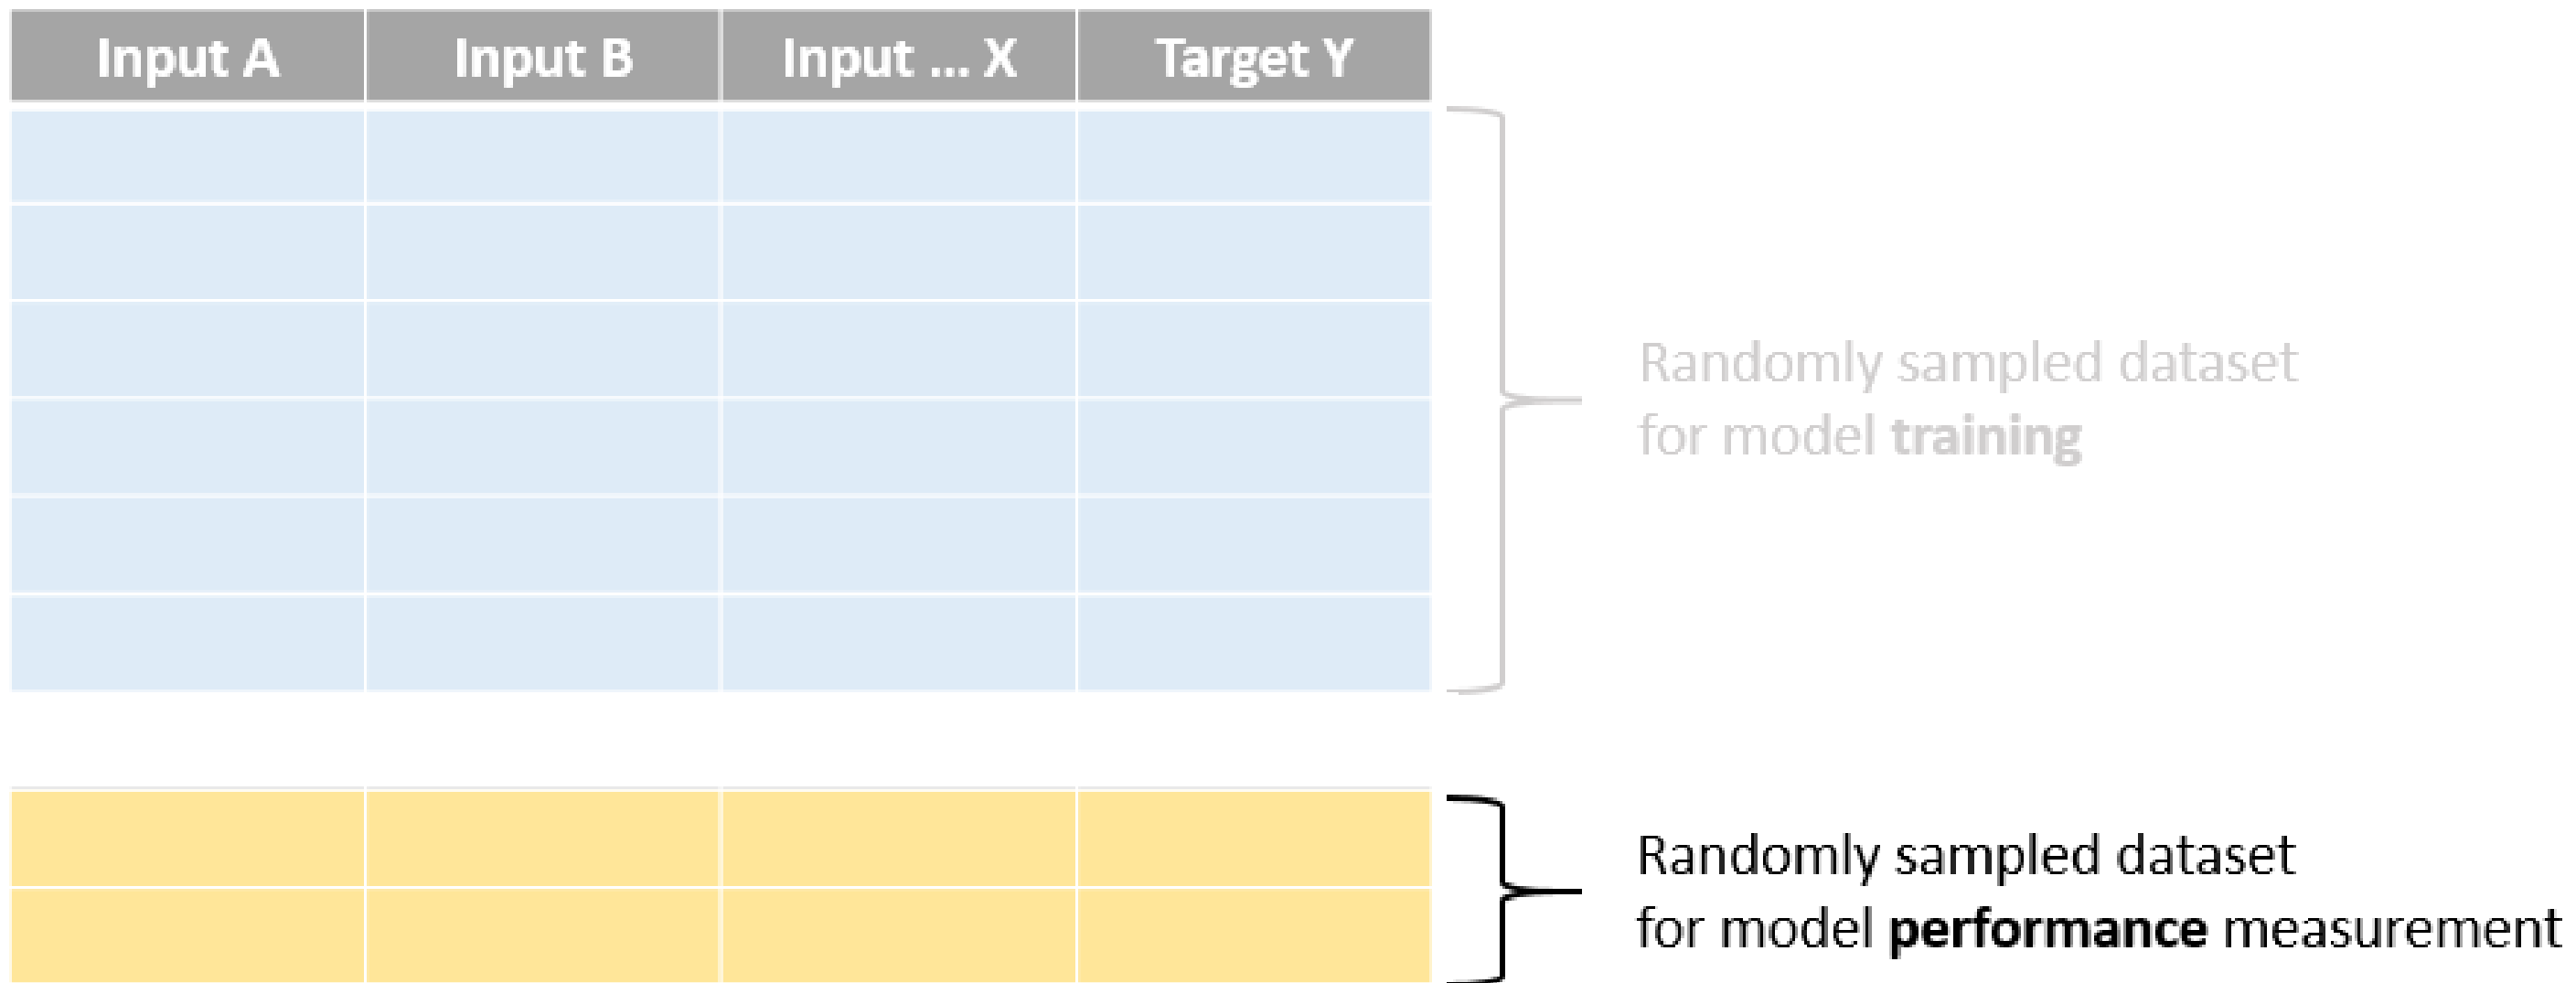 Input A Input B Input ... X Target Y
Randomly sampled dataset
for model training
Randomly sampled dataset
for model performance measurement